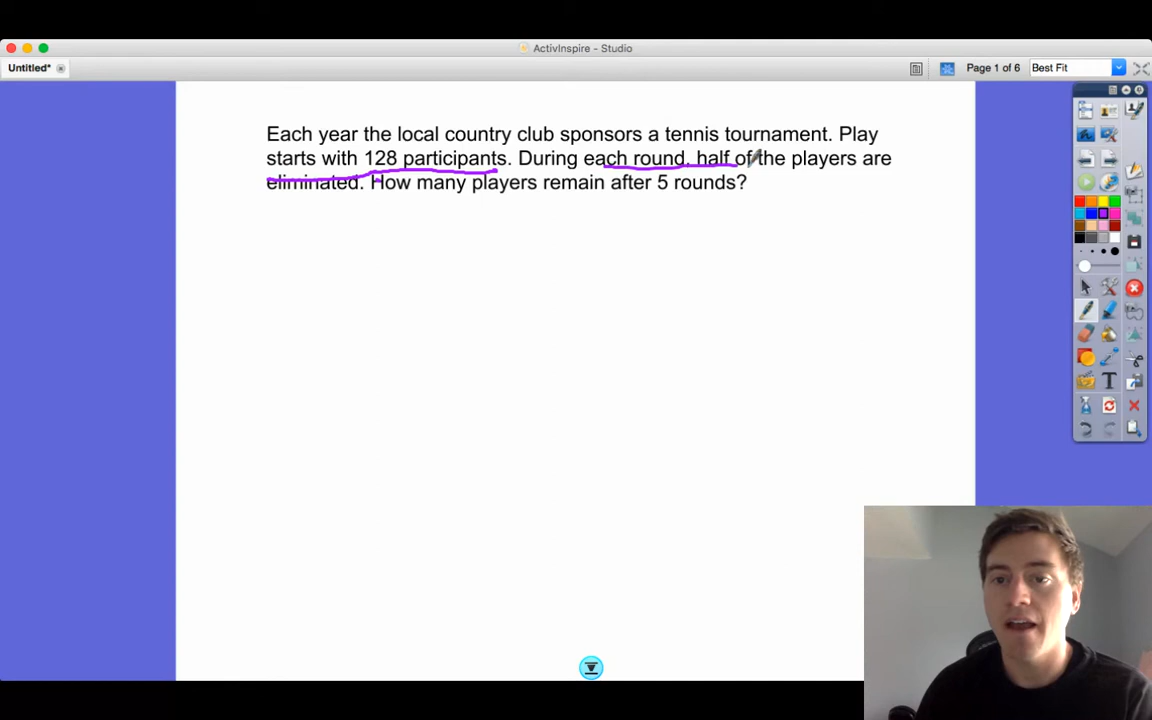 ActivInspire - Studio
Untitled*
Page 1 of 6
Best Fit
Each year the local country club sponsors a tennis tournament. Play
starts with 128 participants. During each round, half of the players are
eliminated. How many players remain after 5 rounds?
T